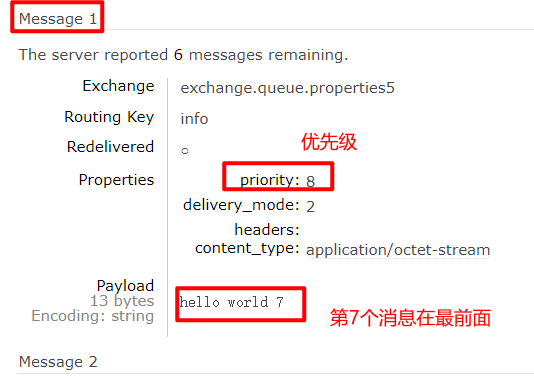 Message 1
The server reported 6 messages remaining.
Exchange exchange.queue.properties5
Routing Key info
Redelivered ○
优先级
Properties priority: 8
delivery_mode: 2
headers:
content_type: application/octet-stream
Payload
13 bytes hello world 7
Encoding: string
第7个消息在最前面
Message 2